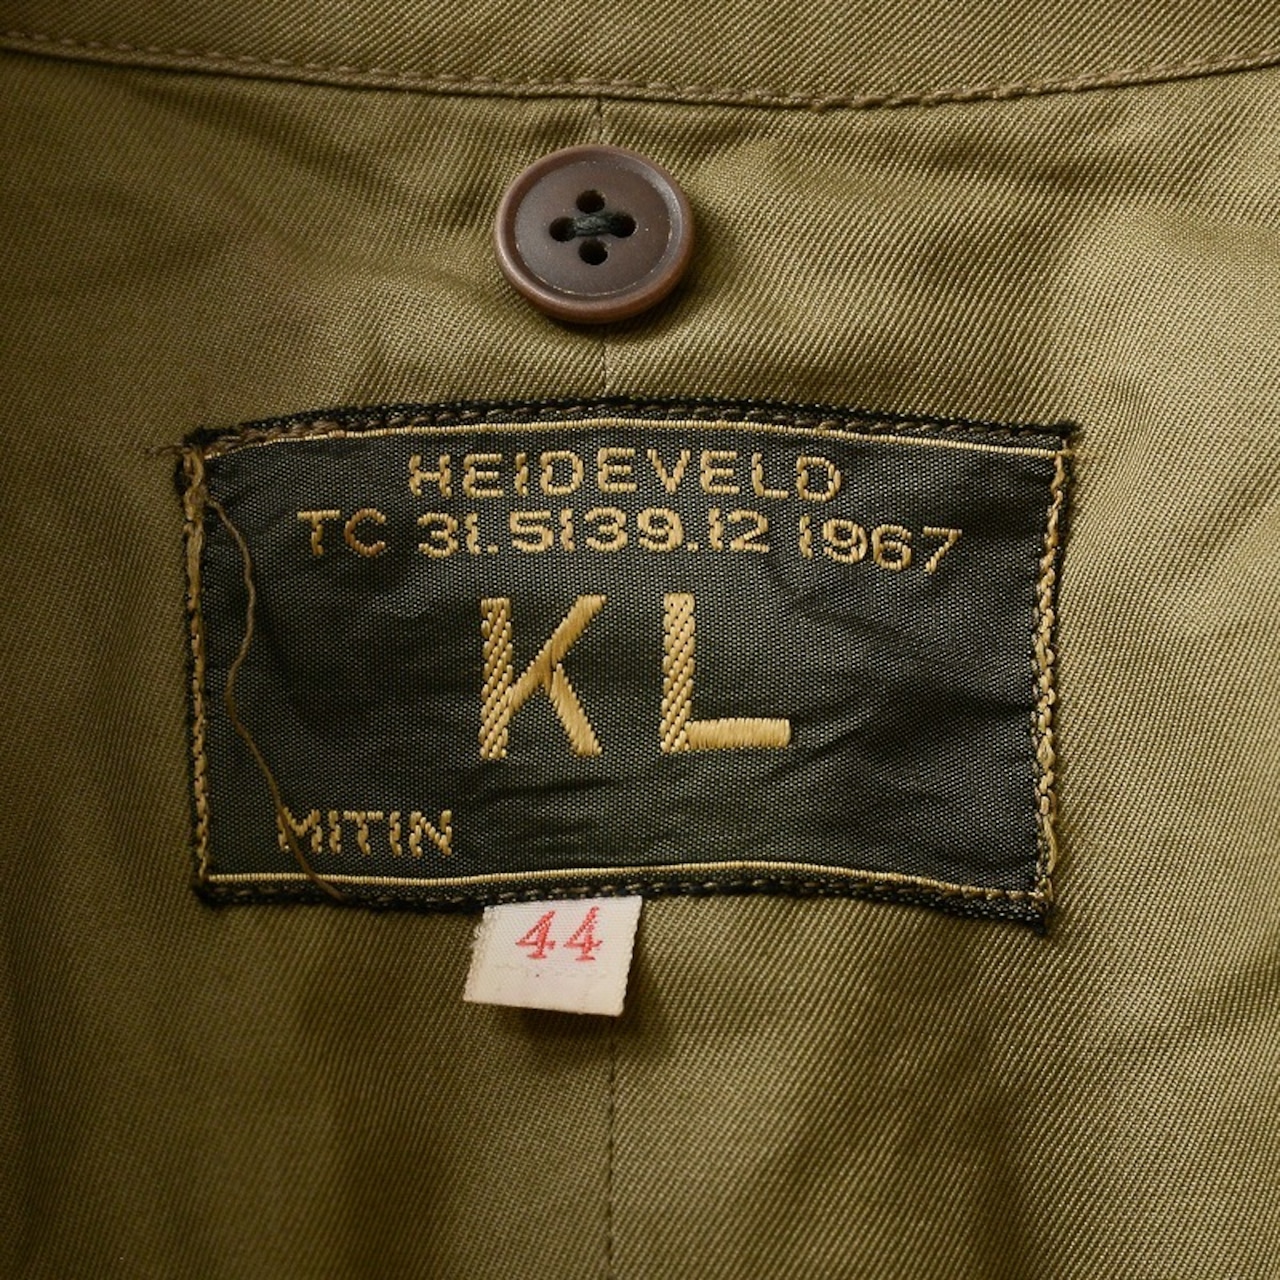 HEIDEVELD
TC 31.5139.12 1967
KL
MITIN
44